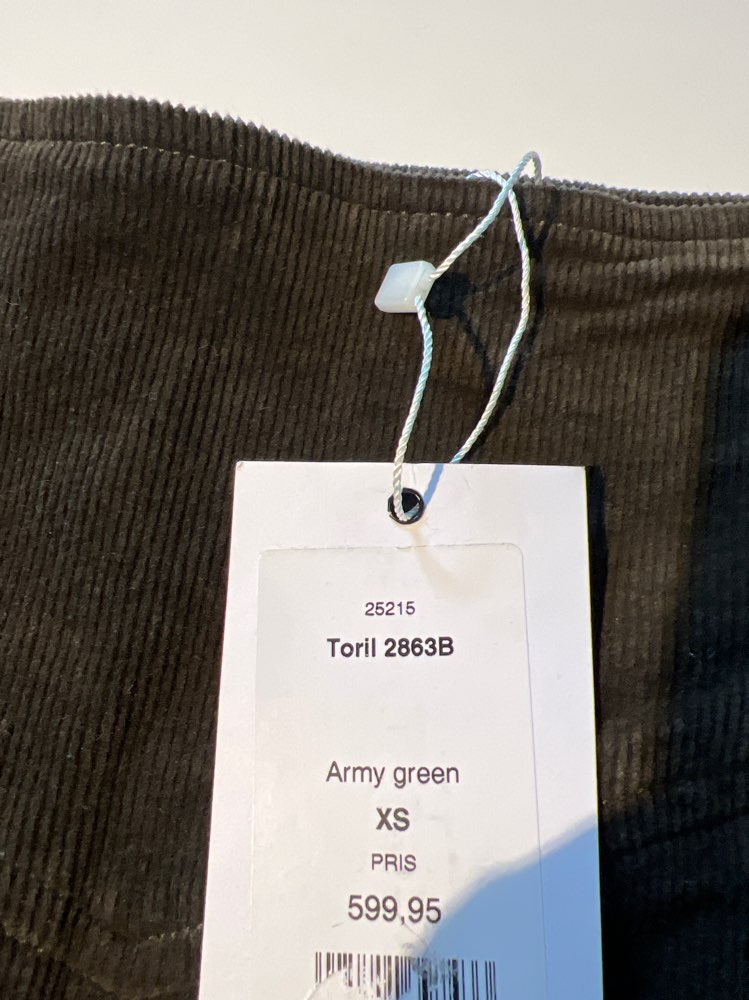 25215
Toril 2863B
Army green
XS
PRIS
599,95